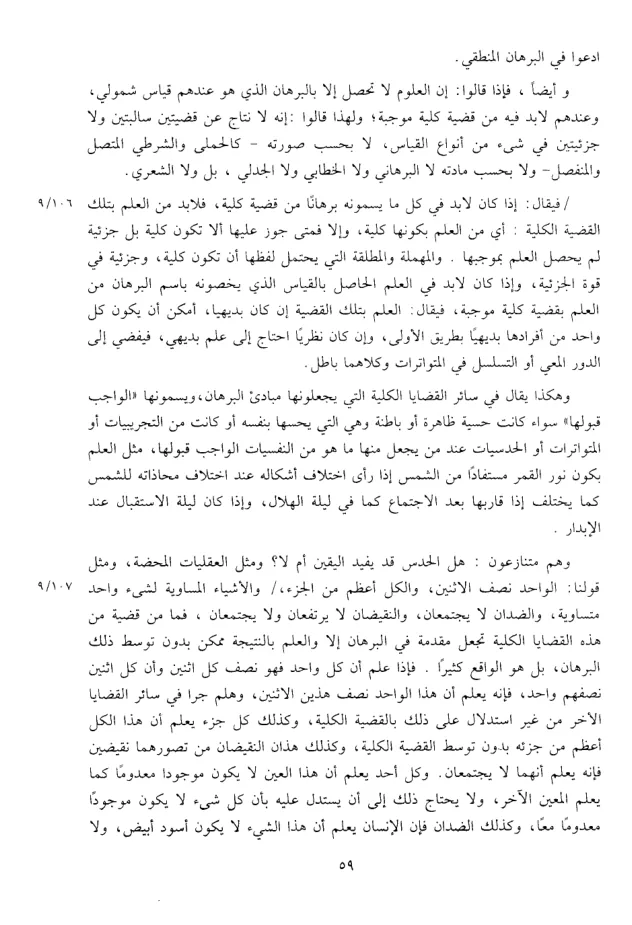 ادعوا في البرهان المنطقي .
و أيضاً ، فإذا قالوا: إن العلوم لا تحصل إلا بالبرهان الذي هو عندهم قياس شمولي،
وعندهم لابد فيه من قضية كلية موجبة؛ ولهذا قالوا :إنه لا نتاج عن قضيتين سالبتين ولا
جزئيتين في شىء من أنواع القياس، لا بحسب صورته - كالحملى والشرطي المتصل
والمنفصل- ولا بحسب مادته لا البرهاني ولا الخطابي ولا الجدلي ، بل ولا الشعري.
/ فيقال: إذا كان لابد في كل ما يسمونه برهانًا من قضية كلية، فلابد من العلم بتلك ٩/١٠٦
القضية الكلية : أي من العلم بكونها كلية، وإلا فمتى جوز عليها ألا تكون كلية بل جزئية
لم يحصل العلم بموجبها . والمهملة والمطلقة التي يحتمل لفظها أن تكون كلية، وجزئية في
قوة الجزئية، وإذا كان لابد في العلم الحاصل بالقياس الذي يخصونه باسم البرهان من
العلم بقضية كلية موجبة، فيقال: العلم بتلك القضية إن كان بديهيا، أمكن أن يكون كل
واحد من أفرادها بديهيًا بطريق الأولى، وإن كان نظريًا احتاج إلى علم بديهي، فيفضي إلى
الدور المعي أو التسلسل في المتواترات وكلاهما باطل.
وهكذا يقال في سائر القضايا الكلية التي يجعلونها مبادئ البرهان،ويسمونها «الواجب
قبولها» سواء كانت حسية ظاهرة أو باطنة وهي التي يحسها بنفسه أو كانت من التجريبيات أو
المتواترات أو الحدسيات عند من يجعل منها ما هو من النفسيات الواجب قبولها، مثل العلم
بكون نور القمر مستفادًا من الشمس إذا رأى اختلاف أشكاله عند اختلاف محاذاته للشمس
كما يختلف إذا قاربها بعد الاجتماع كما في ليلة الهلال، وإذا كان ليلة الاستقبال عند
الإبدار .
وهم متنازعون : هل الحدس قد يفيد اليقين أم لا؟ ومثل العقليات المحضة، ومثل
قولنا: الواحد نصف الاثنين، والكل أعظم من الجزء،/ والأشياء المساوية لشىء واحد ٩/١٠٧
متساوية، والضدان لا يجتمعان، والنقيضان لا يرتفعان ولا يجتمعان ، فما من قضية من
هذه القضايا الكلية تجعل مقدمة في البرهان إلا والعلم بالنتيجة ممكن بدون توسط ذلك
البرهان، بل هو الواقع كثيرًا . فإذا علم أن كل واحد فهو نصف كل اثنين وأن كل اثنين
نصفهم واحد، فإنه يعلم أن هذا الواحد نصف هذين الاثنين، وهلم جرا في سائر القضايا
الأخر من غير استدلال على ذلك بالقضية الكلية، وكذلك كل جزء يعلم أن هذا الكل
أعظم من جزئه بدون توسط القضية الكلية، وكذلك هذان النقيضان من تصورهما نقيضين
فإنه يعلم أنهما لا يجتمعان. وكل أحد يعلم أن هذا العين لا يكون موجودا معدومًا كما
يعلم المعين الآخر، ولا يحتاج ذلك إلى أن يستدل عليه بأن كل شىء لا يكون موجودًا
معدومًا معًا، وكذلك الضدان فإن الإنسان يعلم أن هذا الشيء لا يكون أسود أبيض، ولا
٥٩